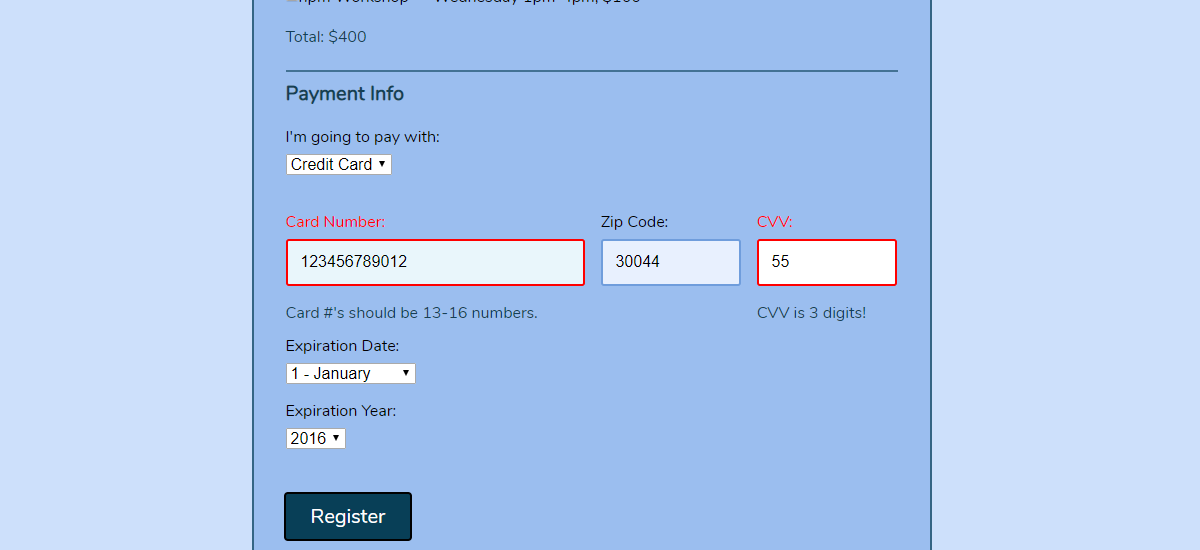 npm Workshop — Wednesday 1pm-4pm, $100
Total: $400
Payment Info
I'm going to pay with:
Credit Card
Card Number: Zip Code: CVV:
123456789012 30044 55
Card #'s should be 13-16 numbers. CVV is 3 digits!
Expiration Date:
1 - January
Expiration Year:
2016
Register